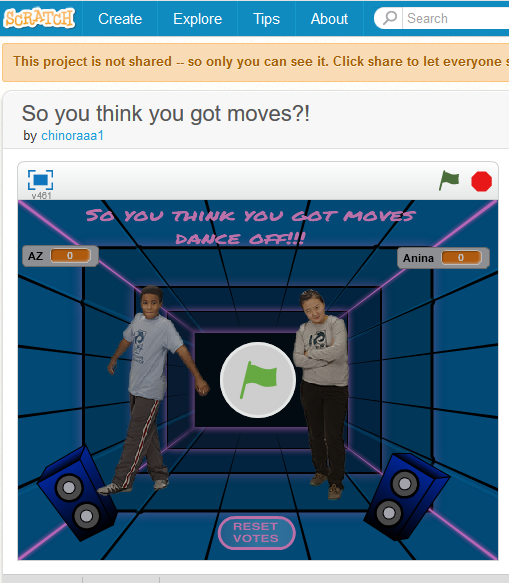 SCRATCH Create Explore Tips About Search
This project is not shared -- so only you can see it. Click share to let everyone s
So you think you got moves?!
by chinoraaa1
v461
So you think you got moves
dance off!!!
AZ 0
Anina 0
RESET
VOTES